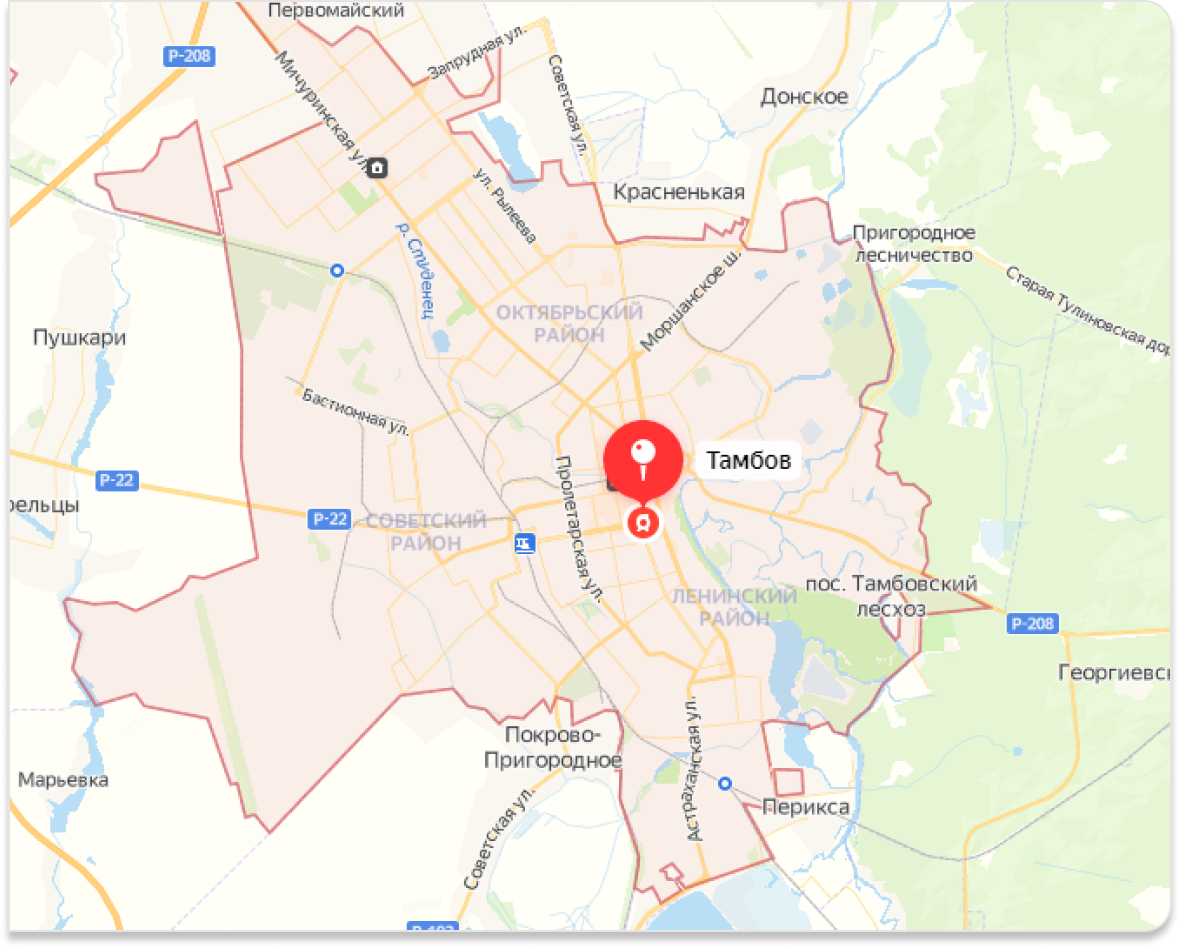 Первомайский
Р-208
Запрудная ул.
Мичуринская ул.
Советская ул.
Донское
ул. Рылеева
Красненькая
р. Студенец
Пригородное
лесничество
Моршанское ш.
Старая Тулиновская дор
ОКТЯБРЬСКИЙ
РАЙОН
Пушкари
Бастионная ул.
Тамбов
Р-22
рельцы
Р-22
СОВЕТСКИЙ
РАЙОН
Пролетарская ул.
пос. Тамбовский
лесхоз
ЛЕНИНСКИЙ
РАЙОН
Р-208
Георгиевс
Покрово-
Пригородное
Астраханская ул.
Марьевка
Перикса
Советская ул.